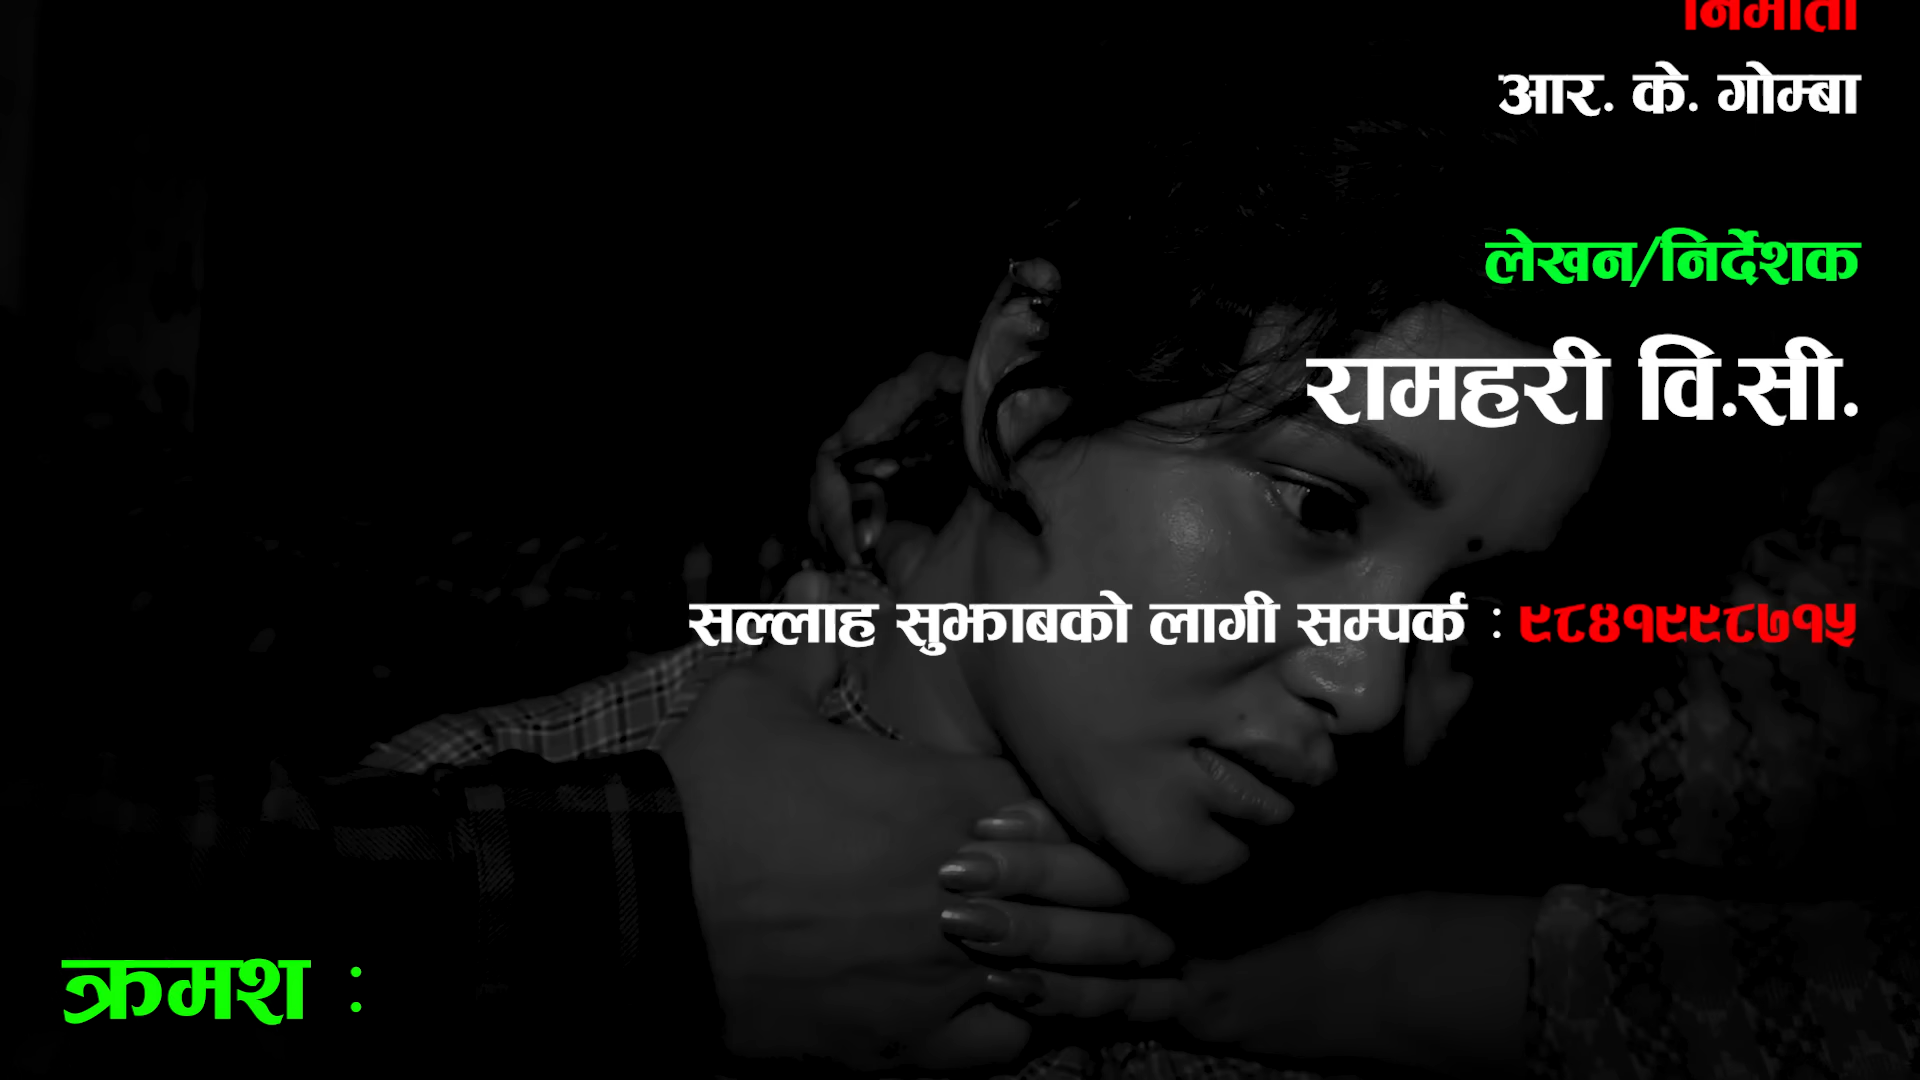 निर्माता
आर. के. गोम्बा
लेखन/निर्देशक
रामहरी वि.सी.
सल्लाह सुझाबको लागी सम्पर्क : ९८४१९९८७१५
क्रमश :